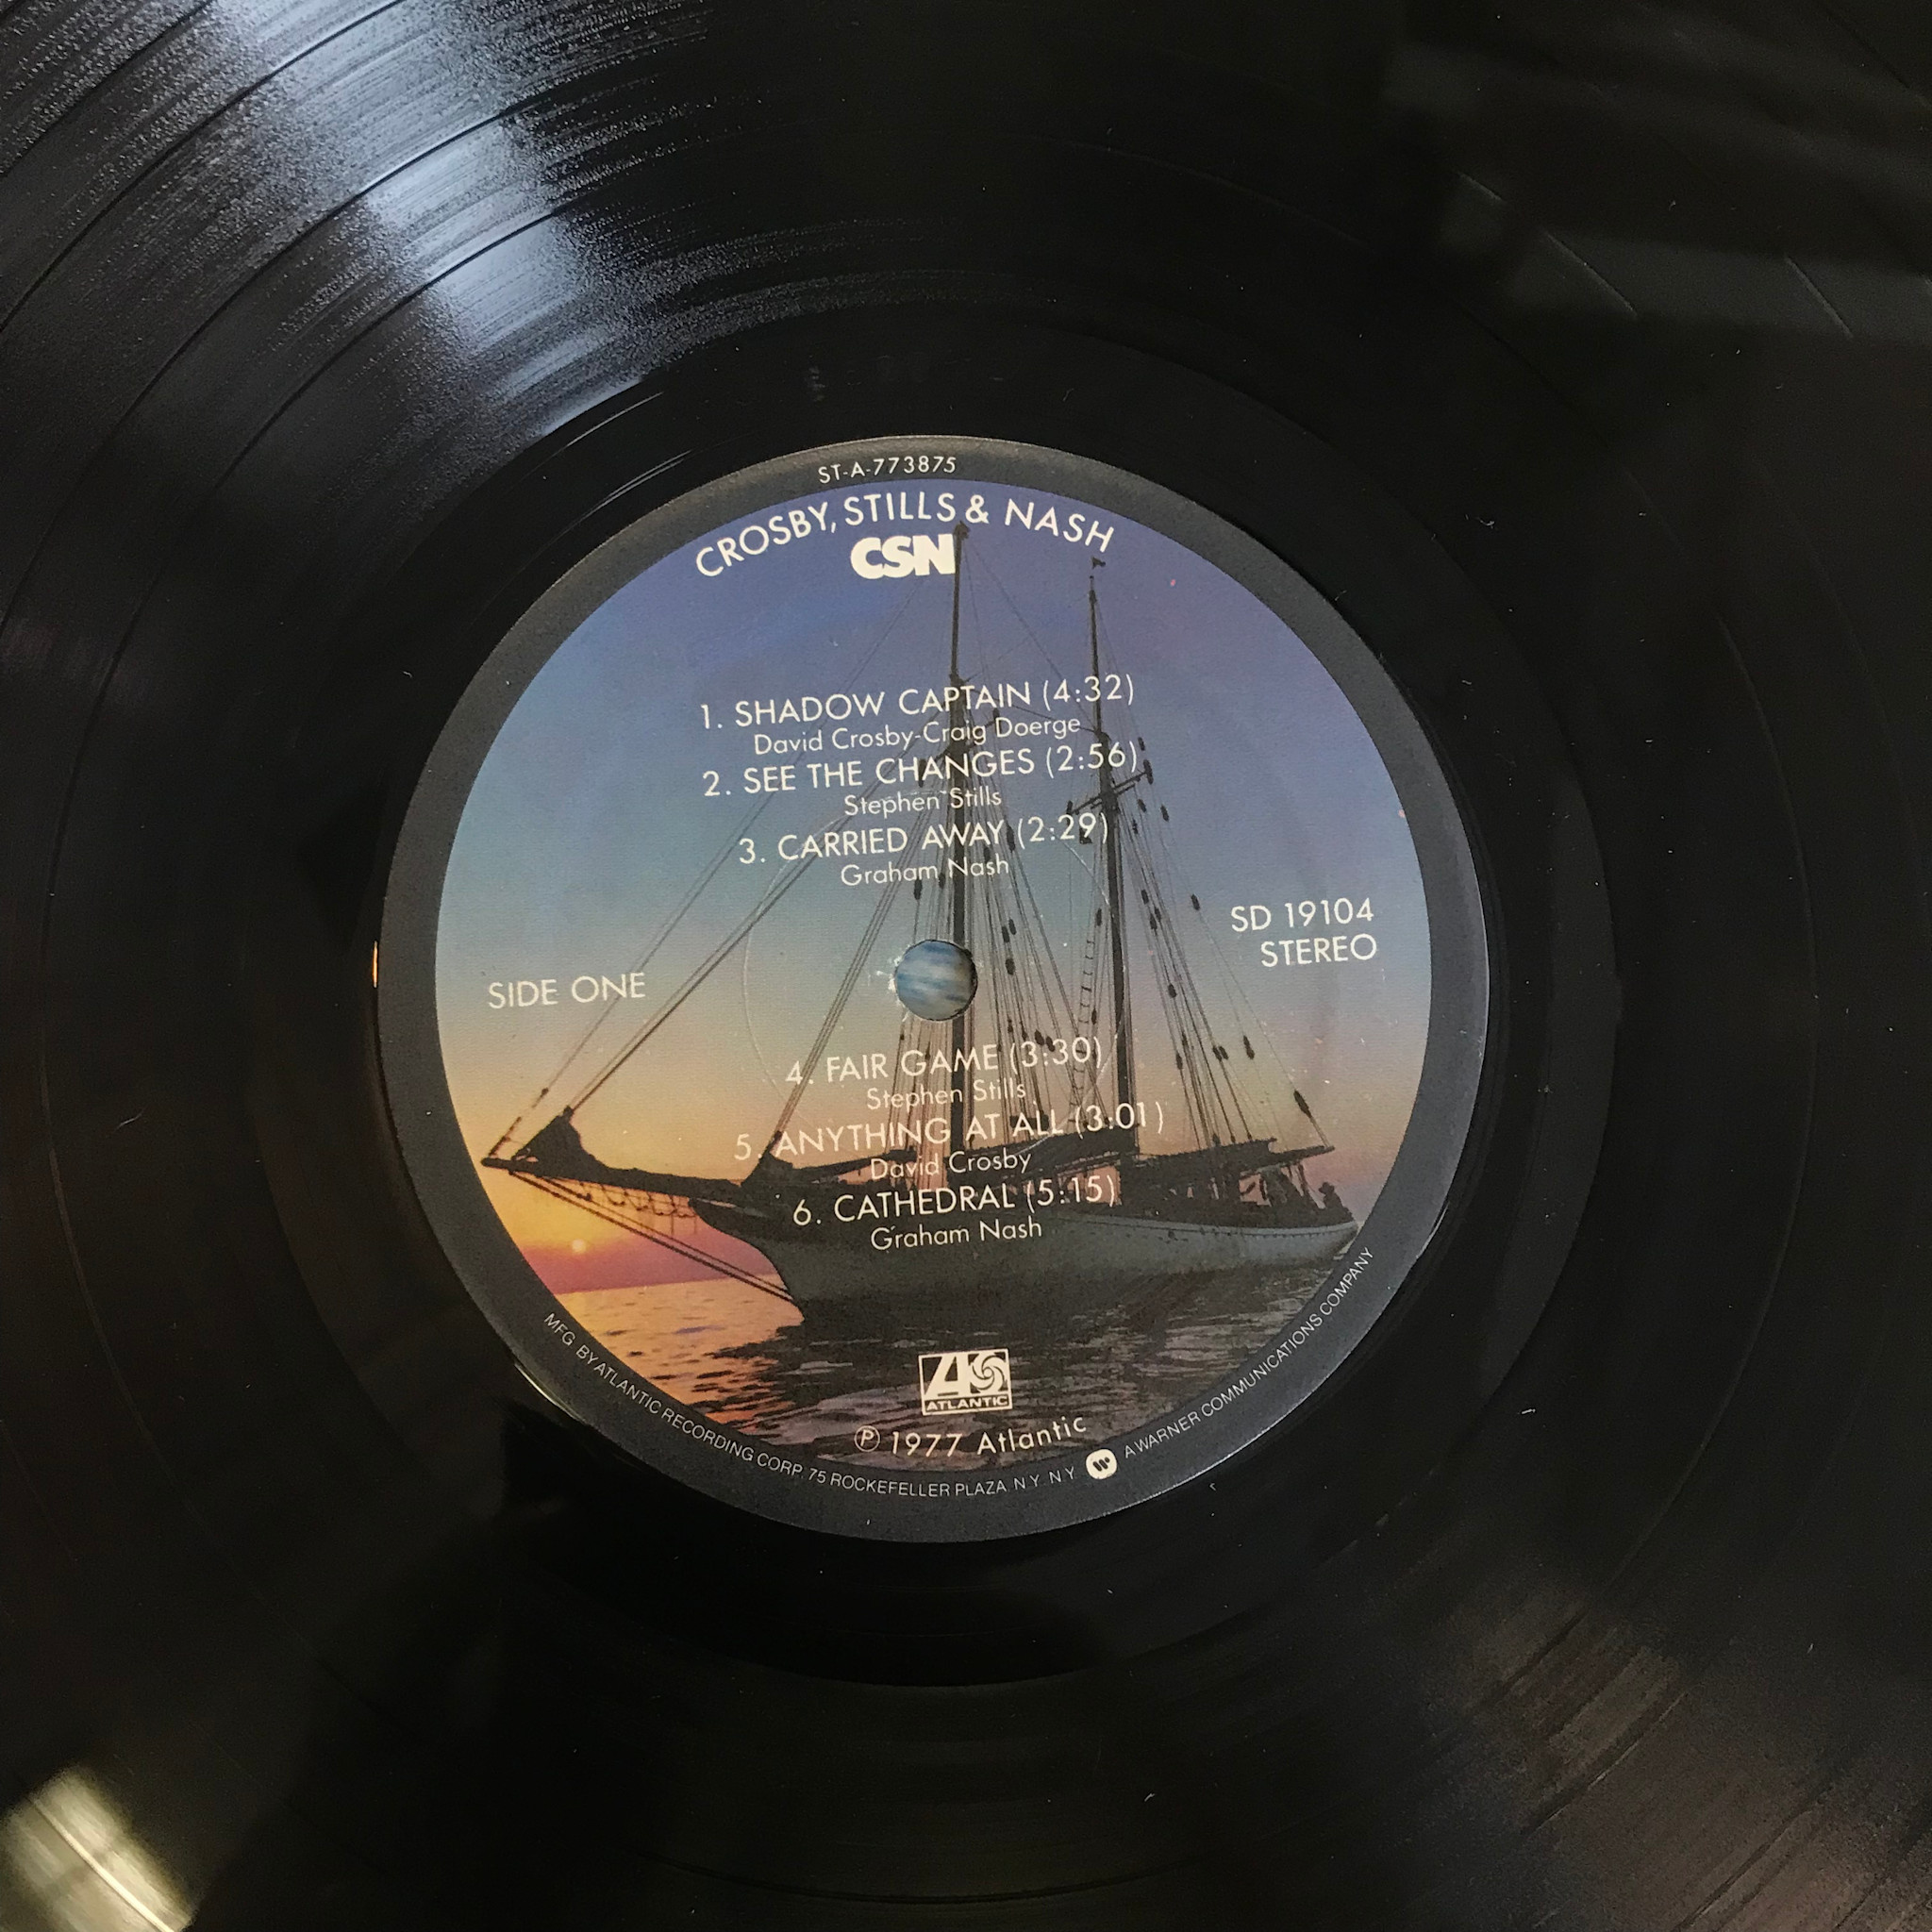 ST-A-773875
CROSBY, STILLS & NASH
CSN
1. SHADOW CAPTAIN (4:32)
David Crosby-Craig Doerge
2. SEE THE CHANGES (2:56)
Stephen Stills
3. CARRIED AWAY (2:29)
Graham Nash
SD 19104
STEREO
SIDE ONE
4. FAIR GAME (3:30)
Stephen Stills
5. ANYTHING AT ALL (3:01)
David Crosby
6. CATHEDRAL (5:15)
Graham Nash
ATLANTIC
Ⓟ 1977 Atlantic
MFG. BY ATLANTIC RECORDING CORP. 75 ROCKEFELLER PLAZA. N.Y. N.Y. A WARNER COMMUNICATIONS COMPANY